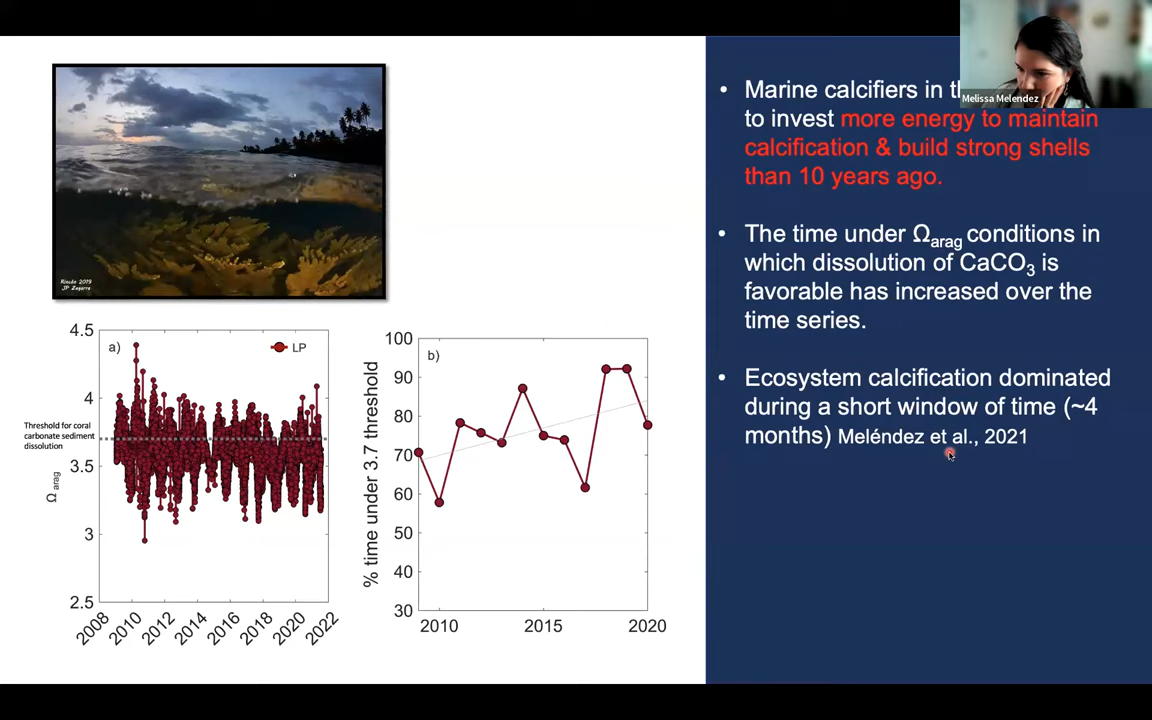 Melissa Melendez
• Marine calcifiers in th
to invest more energy to maintain
calcification & build strong shells
than 10 years ago.
• The time under Ωarag conditions in
which dissolution of CaCO3 is
favorable has increased over the
time series.
• Ecosystem calcification dominated
during a short window of time (~4
months) Meléndez et al., 2021
Rincón 2019
JP Zegarra
a)
LP
4.5
4
3.5
3
2.5
Ω arag
Threshold for coral
carbonate sediment
dissolution
2008 2010 2012 2014 2016 2018 2020 2022
b)
% time under 3.7 threshold
100
90
80
70
60
50
40
30
2010 2015 2020